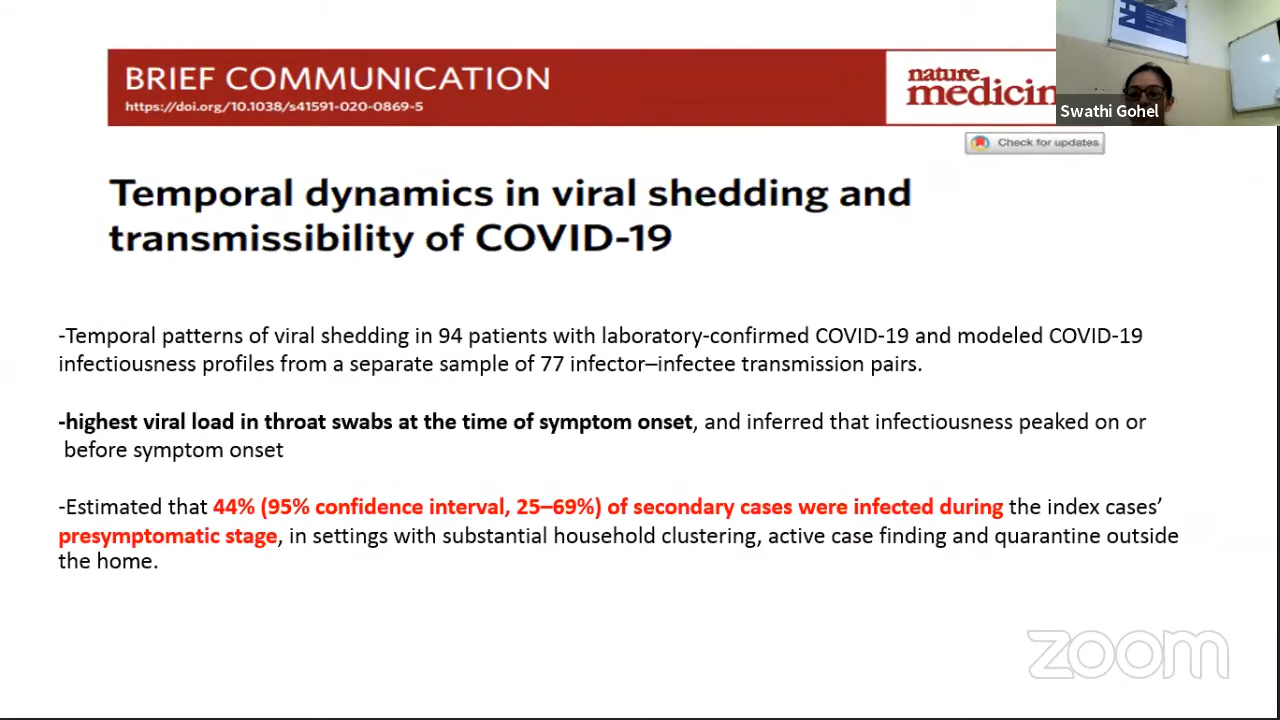 BRIEF COMMUNICATION
https://doi.org/10.1038/s41591-020-0869-5
nature
medicin
Swathi Gohel
Check for updates
Temporal dynamics in viral shedding and
transmissibility of COVID-19
-Temporal patterns of viral shedding in 94 patients with laboratory-confirmed COVID-19 and modeled COVID-19
infectiousness profiles from a separate sample of 77 infector–infectee transmission pairs.
-highest viral load in throat swabs at the time of symptom onset, and inferred that infectiousness peaked on or
before symptom onset
-Estimated that 44% (95% confidence interval, 25–69%) of secondary cases were infected during the index cases’
presymptomatic stage, in settings with substantial household clustering, active case finding and quarantine outside
the home.
zoom